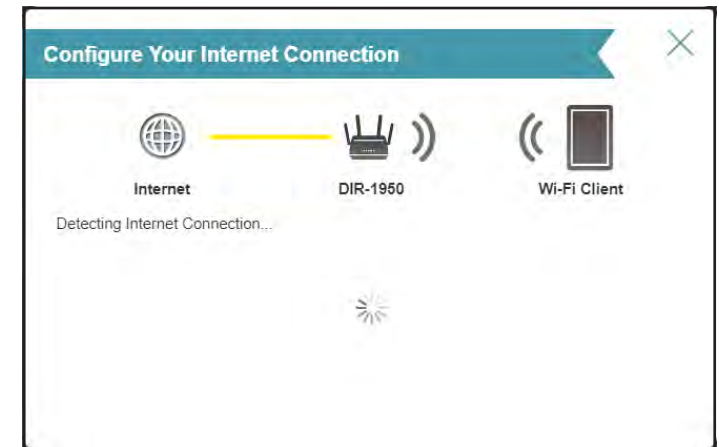 Configure Your Internet Connection
Internet
DIR-1950
Wi-Fi Client
Detecting Internet Connection...